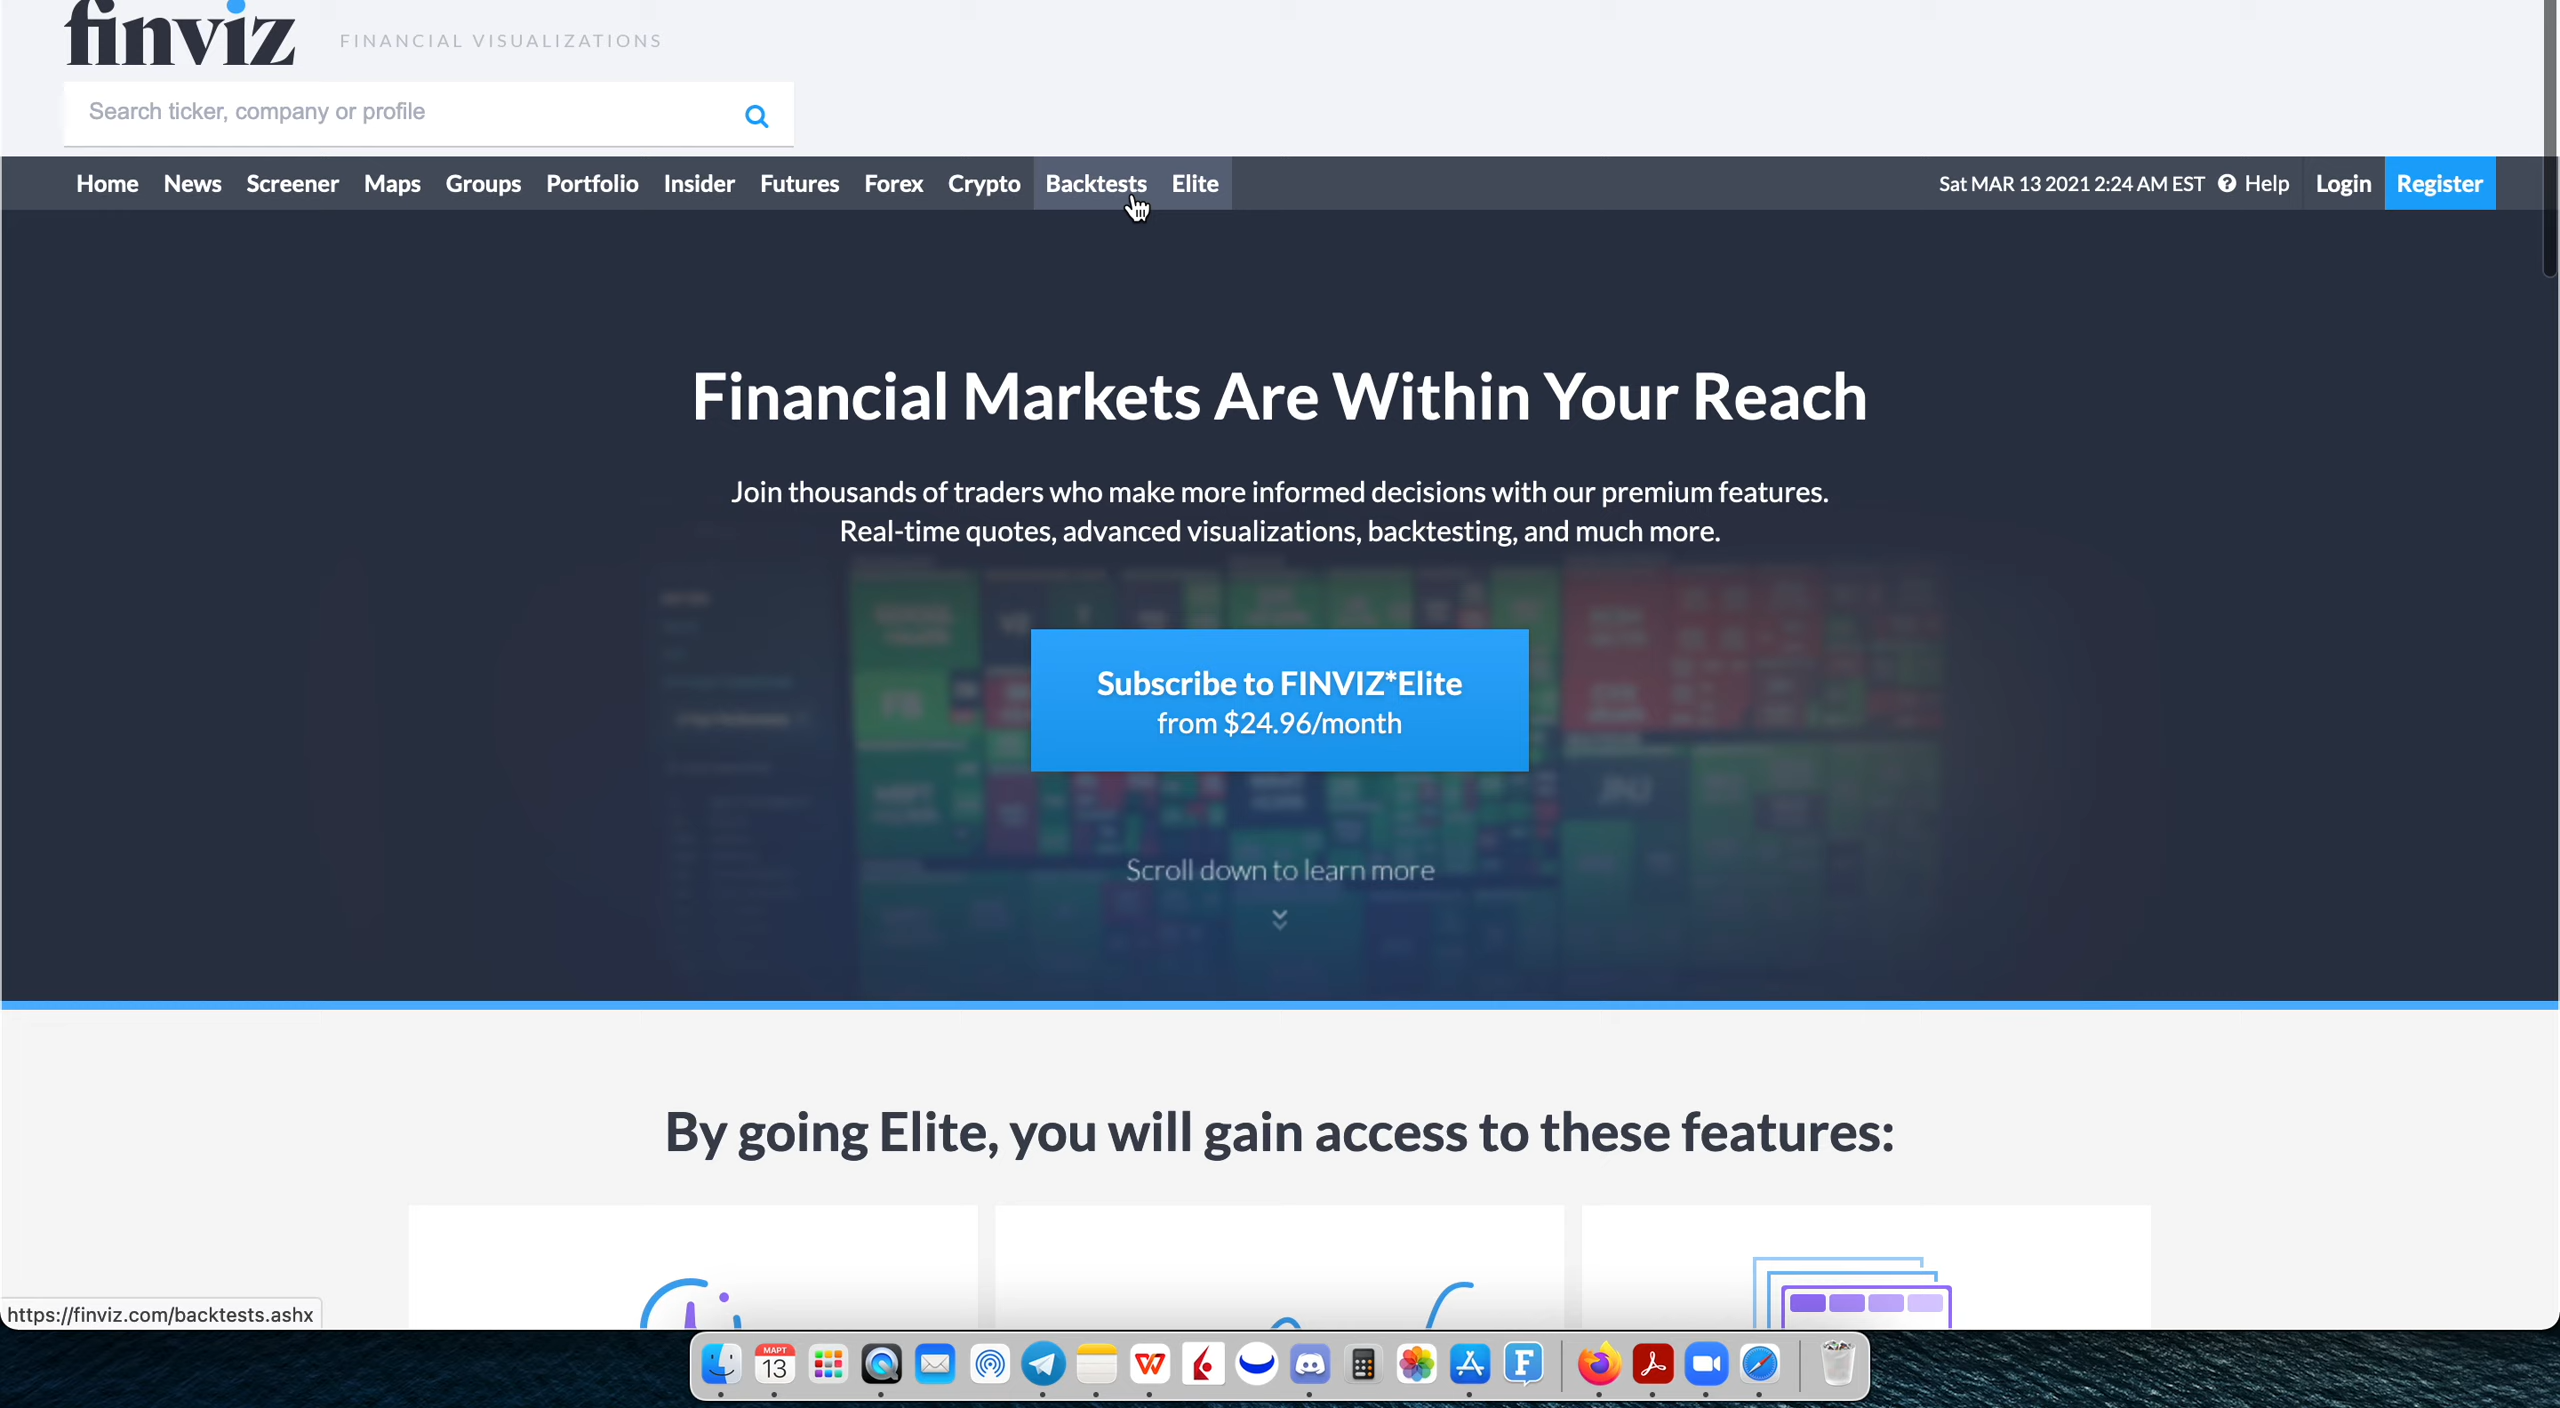 finviz
FINANCIAL VISUALIZATIONS
Search ticker, company or profile
Home News Screener Maps Groups Portfolio Insider Futures Forex Crypto Backtests Elite Sat MAR 13 2021 2:24 AM EST Help Login Register
Financial Markets Are Within Your Reach
Join thousands of traders who make more informed decisions with our premium features.
Real-time quotes, advanced visualizations, backtesting, and much more.
Subscribe to FINVIZ*Elite
from $24.96/month
Scroll down to learn more
By going Elite, you will gain access to these features:
https://finviz.com/backtests.ashx
МАРТ
13